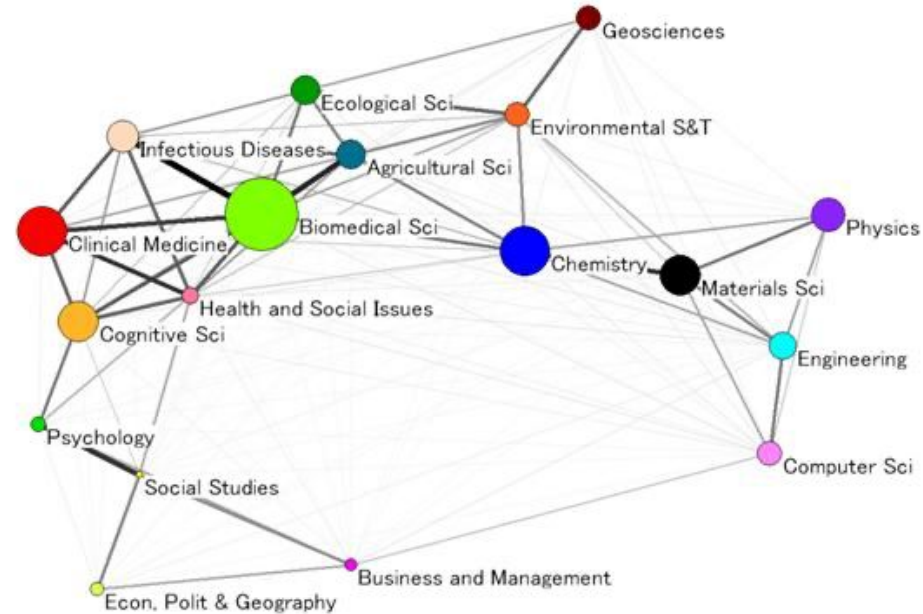 Geosciences
Ecological Sci
Environmental S&T
Infectious Diseases
Agricultural Sci
Biomedical Sci
Physics
Clinical Medicine
Chemistry
Materials Sci
Health and Social Issues
Cognitive Sci
Engineering
Psychology
Computer Sci
Social Studies
Business and Management
Econ, Polit & Geography